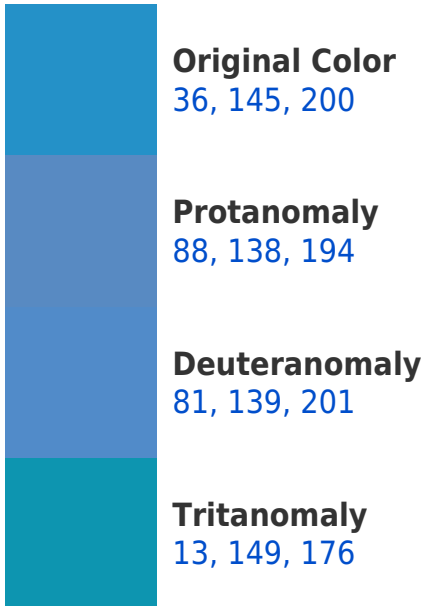 Original Color
36, 145, 200
Protanomaly
88, 138, 194
Deuteranomaly
81, 139, 201
Tritanomaly
13, 149, 176